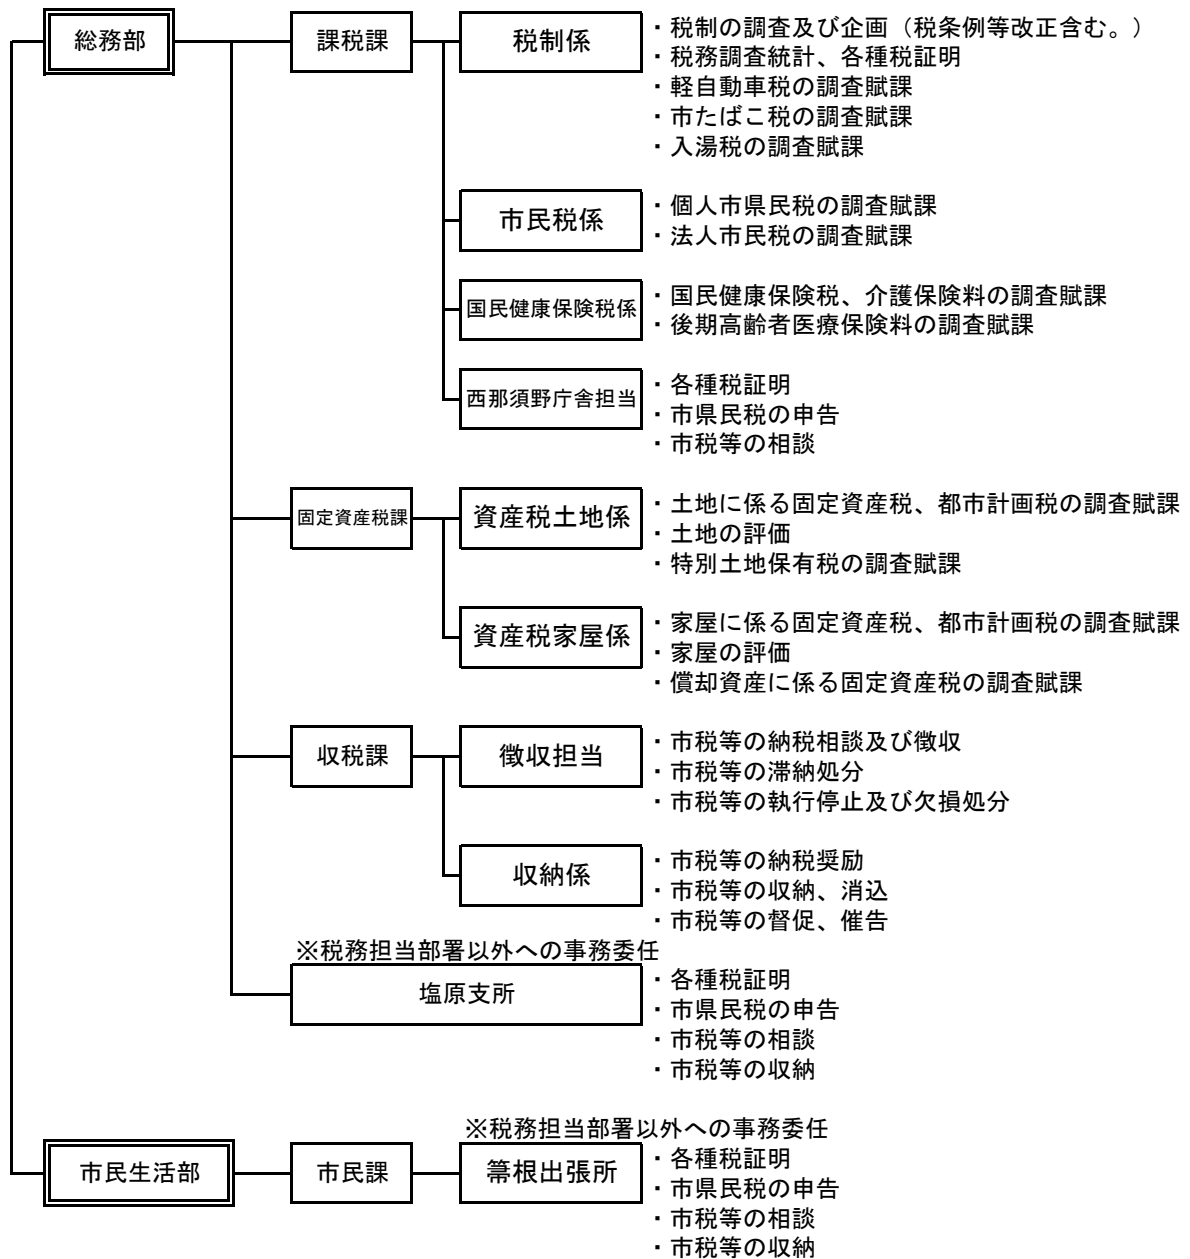 総務部
課税課
税制係
・税制の調査及び企画（税条例等改正含む。）
・税務調査統計、各種税証明
・軽自動車税の調査賦課
・市たばこ税の調査賦課
・入湯税の調査賦課
市民税係
・個人市県民税の調査賦課
・法人市民税の調査賦課
国民健康保険税係
・国民健康保険税、介護保険料の調査賦課
・後期高齢者医療保険料の調査賦課
西那須野庁舎担当
・各種税証明
・市県民税の申告
・市税等の相談
固定資産税課
資産税土地係
・土地に係る固定資産税、都市計画税の調査賦課
・土地の評価
・特別土地保有税の調査賦課
資産税家屋係
・家屋に係る固定資産税、都市計画税の調査賦課
・家屋の評価
・償却資産に係る固定資産税の調査賦課
収税課
徴収担当
・市税等の納税相談及び徴収
・市税等の滞納処分
・市税等の執行停止及び欠損処分
収納係
・市税等の納税奨励
・市税等の収納、消込
・市税等の督促、催告
※税務担当部署以外への事務委任
塩原支所
・各種税証明
・市県民税の申告
・市税等の相談
・市税等の収納
※税務担当部署以外への事務委任
市民生活部
市民課
箒根出張所
・各種税証明
・市県民税の申告
・市税等の相談
・市税等の収納